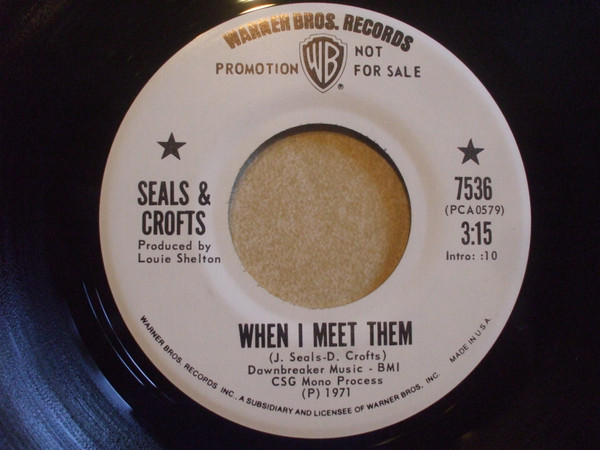 WARNER BROS. RECORDS
PROMOTION WB NOT
FOR SALE
®
SEALS &
CROFTS
Produced by
Louie Shelton
7536
(PCA0579)
3:15
Intro: :10
WHEN I MEET THEM
(J. Seals-D. Crofts)
Dawnbreaker Music - BMI
CSG Mono Process
(P) 1971
WARNER BROS. RECORDS INC., A SUBSIDIARY AND LICENSEE OF WARNER BROS. INC. MADE IN U.S.A.